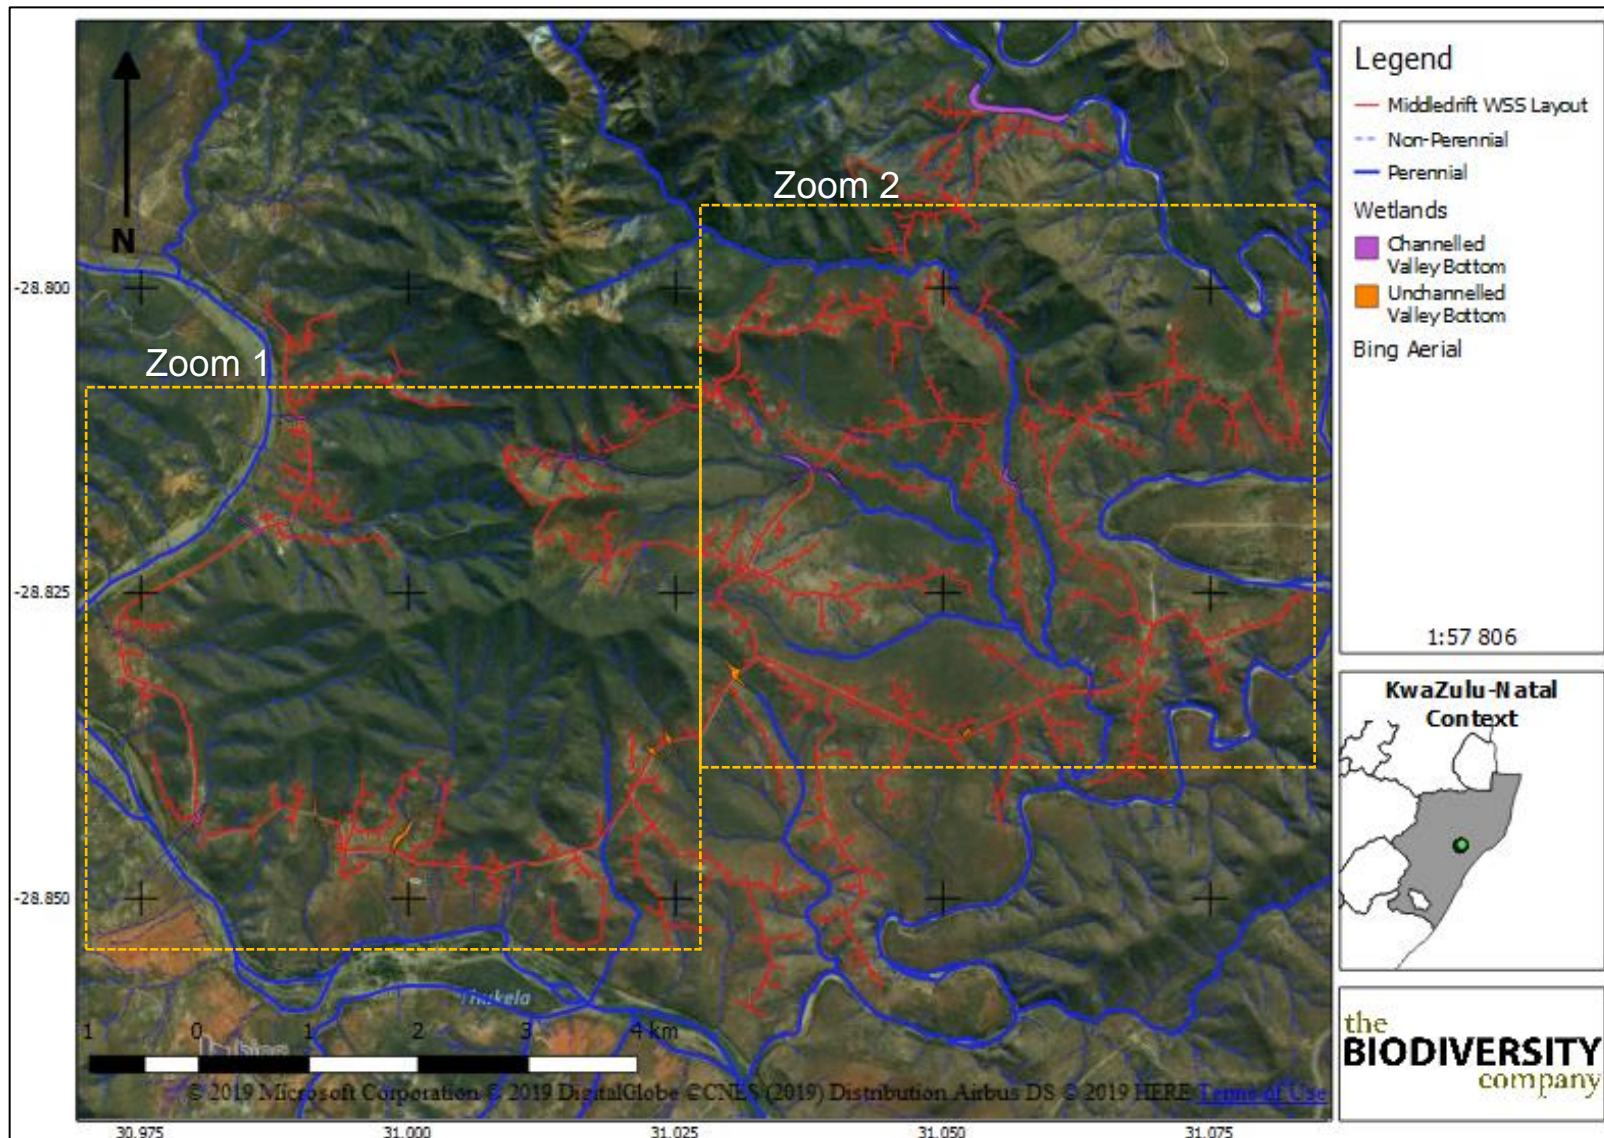 Legend
Middledrift WSS Layout
Non-Perennial
Perennial
Wetlands
Channelled
Valley Bottom
Unchannelled
Valley Bottom
Bing Aerial
1:57 806
KwaZulu-Natal
Context
the
BIODIVERSITY
company
N
Zoom 2
Zoom 1
-28.800
-28.825
-28.850
1 0 1 2 3 4 km
© 2019 Microsoft Corporation © 2019 DigitalGlobe ©CNES (2019) Distribution Airbus DS © 2019 HERE Terms of Use
30.975 31.000 31.025 31.050 31.075